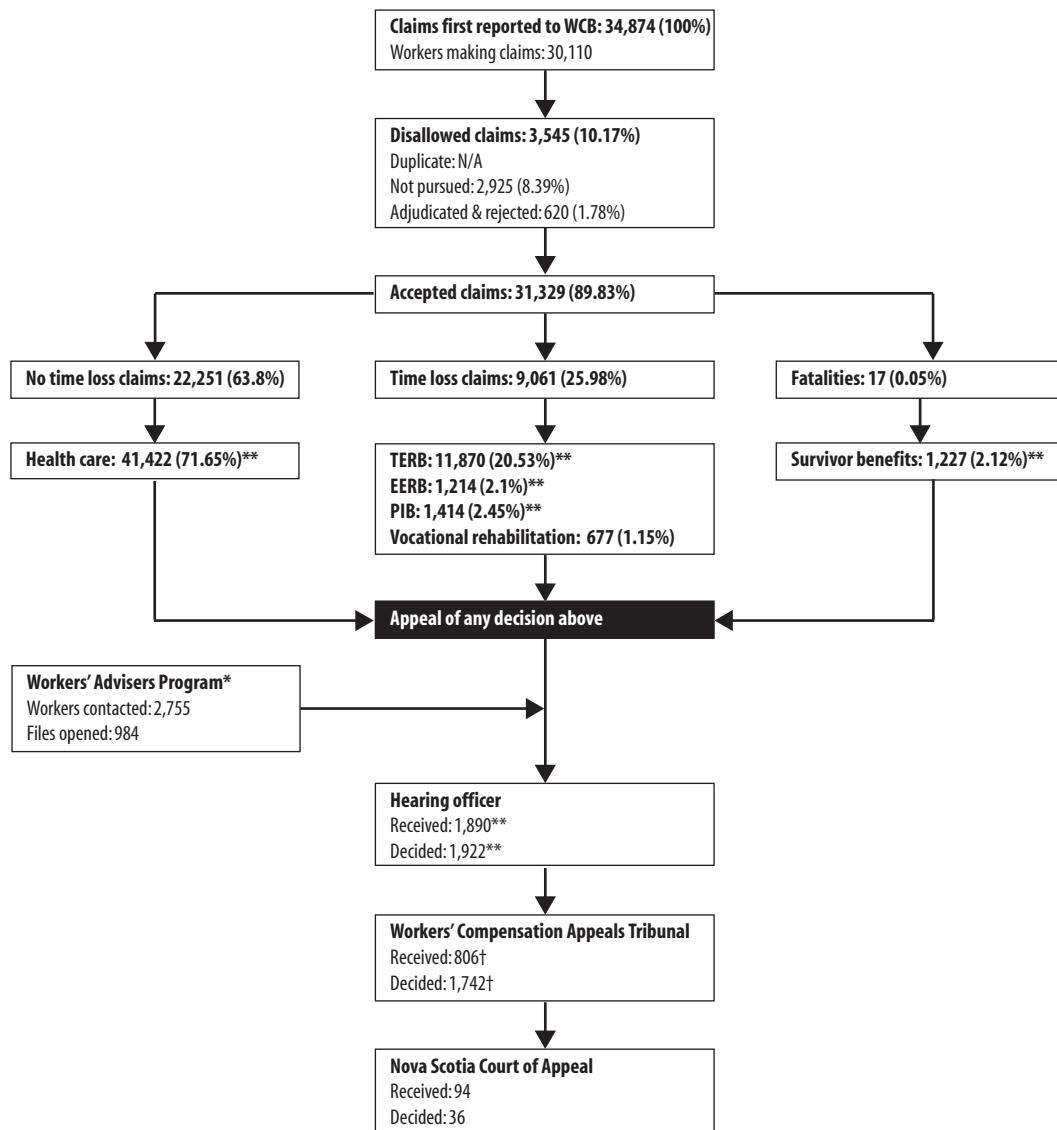 Claims first reported to WCB: 34,874 (100%)
Workers making claims: 30,110
Disallowed claims: 3,545 (10.17%)
Duplicate: N/A
Not pursued: 2,925 (8.39%)
Adjudicated & rejected: 620 (1.78%)
Accepted claims: 31,329 (89.83%)
No time loss claims: 22,251 (63.8%)
Time loss claims: 9,061 (25.98%)
Fatalities: 17 (0.05%)
Health care: 41,422 (71.65%)**
TERB: 11,870 (20.53%)**
EERB: 1,214 (2.1%)**
PIB: 1,414 (2.45%)**
Vocational rehabilitation: 677 (1.15%)
Survivor benefits: 1,227 (2.12%)**
Appeal of any decision above
Workers’ Advisers Program*
Workers contacted: 2,755
Files opened: 984
Hearing officer
Received: 1,890**
Decided: 1,922**
Workers’ Compensation Appeals Tribunal
Received: 806†
Decided: 1,742†
Nova Scotia Court of Appeal
Received: 94
Decided: 36